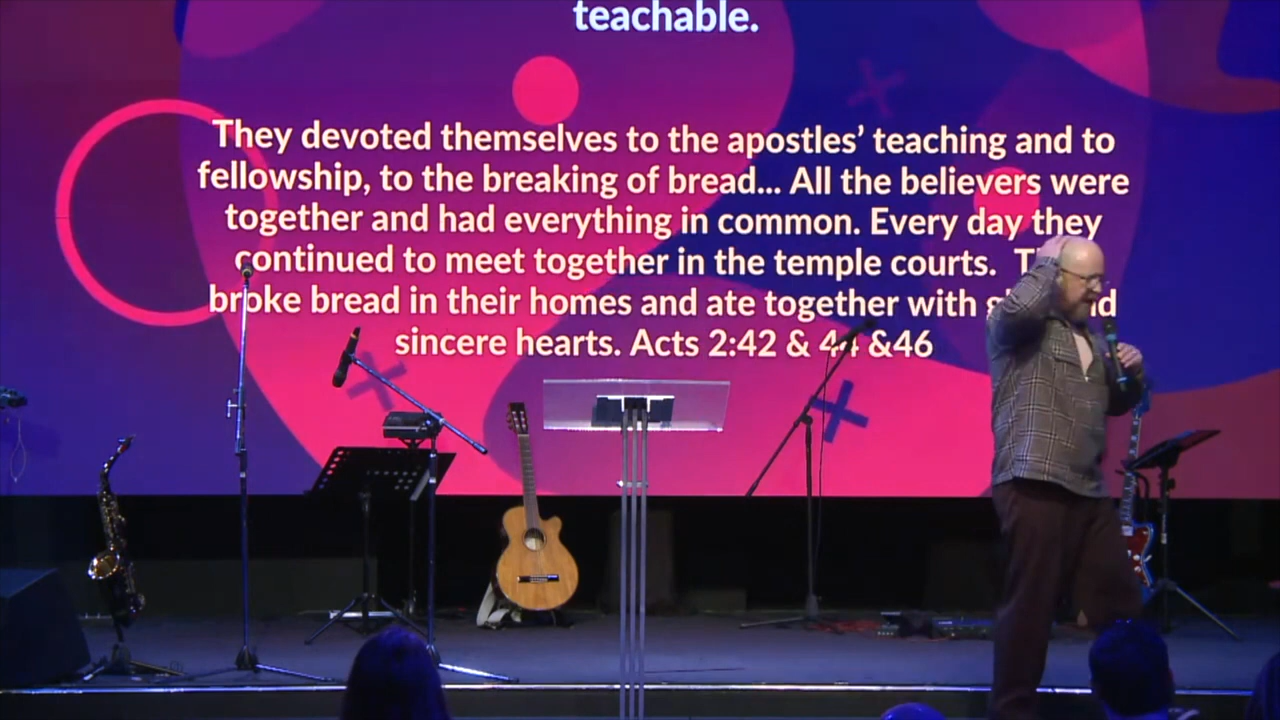 teachable.
They devoted themselves to the apostles’ teaching and to
fellowship, to the breaking of bread... All the believers were
together and had everything in common. Every day they
continued to meet together in the temple courts.
broke bread in their homes and ate together with
sincere hearts. Acts 2:42 & 44 &46